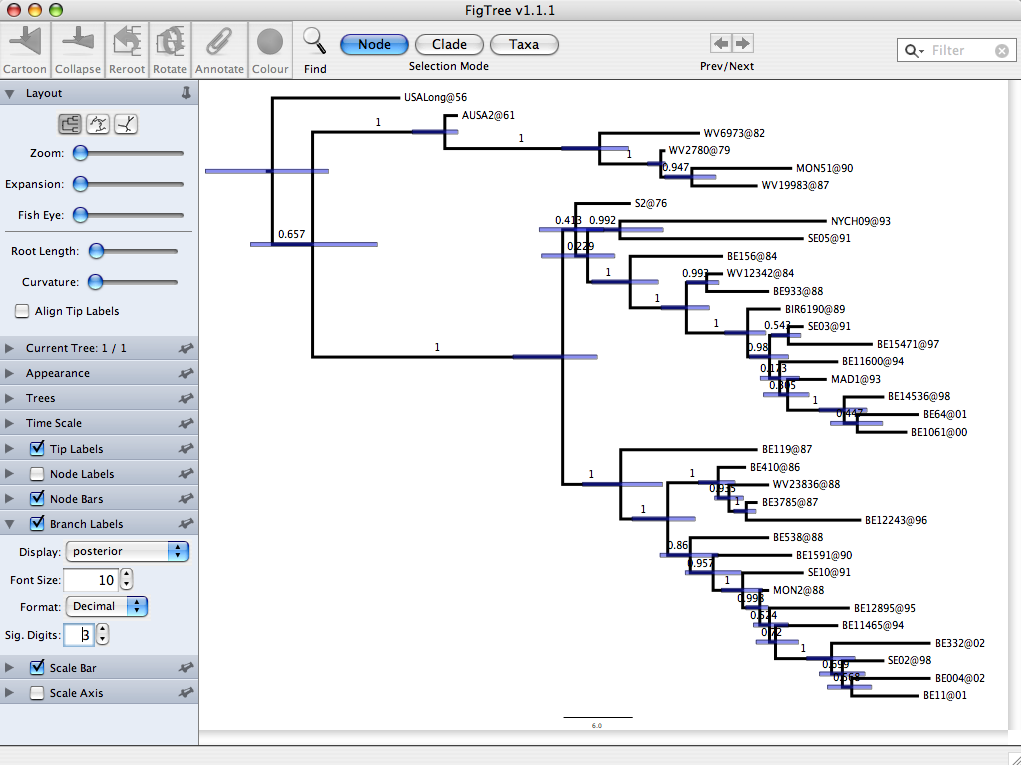 FigTree v1.1.1
Cartoon Collapse Reroot Rotate Annotate Colour Find
Node Clade Taxa
Selection Mode
Prev/Next
Filter
Layout
Zoom:
Expansion:
Fish Eye:
Root Length:
Curvature:
Align Tip Labels
Current Tree: 1 / 1
Appearance
Trees
Time Scale
Tip Labels
Node Labels
Node Bars
Branch Labels
Display: posterior
Font Size: 10
Format: Decimal
Sig. Digits: 3
Scale Bar
Scale Axis
USALong@56
AUSA2@61
1
WV6973@82
1
WV2780@79
1
MON51@90
0.947
WV19983@87
S2@76
0.657
0.413 0.992
NYCH09@93
SE05@91
0.229
BE156@84
1
0.993 WV12342@84
BE933@88
1
BIR6190@89
1
0.543 SE03@91
BE15471@97
1
0.98
BE11600@94
0.173
MAD1@93
0.305
BE14536@98
1
0.447
BE64@01
BE1061@00
BE119@87
BE410@86
1
1
WV23836@88
0.935
BE3785@87
1
BE12243@96
1
BE538@88
0.86
BE1591@90
0.957
SE10@91
1
MON2@88
0.998
BE12895@95
0.624
BE11465@94
0.72
BE332@02
1
SE02@98
0.699
BE004@02
0.668
BE11@01
6.0